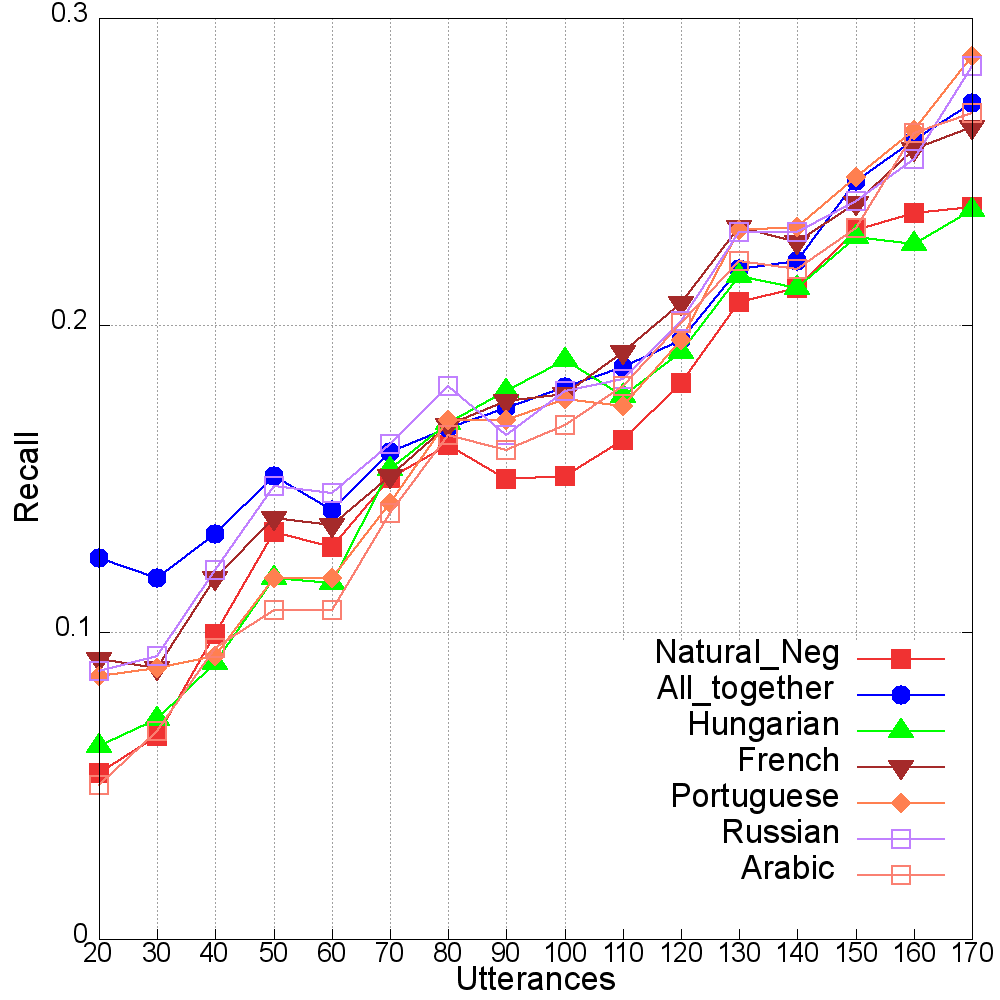 0.3
0.2
0.1
0
Recall
Natural_Neg
All_together
Hungarian
French
Portuguese
Russian
Arabic
20 30 40 50 60 70 80 90 100 110 120 130 140 150 160 170
Utterances